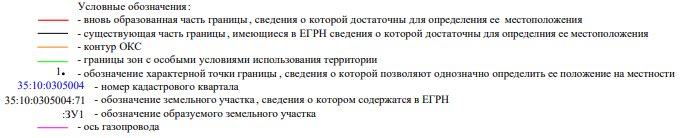 Условные обозначения:
- вновь образованная часть границы, сведения о которой достаточны для определения ее местоположения
- существующая часть границы, имеющиеся в ЕГРН сведения о которой достаточны для определния ее местоположения
- контур ОКС
- границы зон с особыми условиями использования территории
1. - обозначение характерной точки границы, сведения о которой позволяют однозначно определить ее положение на местности
35:10:0305004 - номер кадастрового квартала
35:10:0305004:71 - обозначение земельного участка, сведения о котором содержатся в ЕГРН
:ЗУ1 - обозначение образуемого земельного участка
- ось газопровода